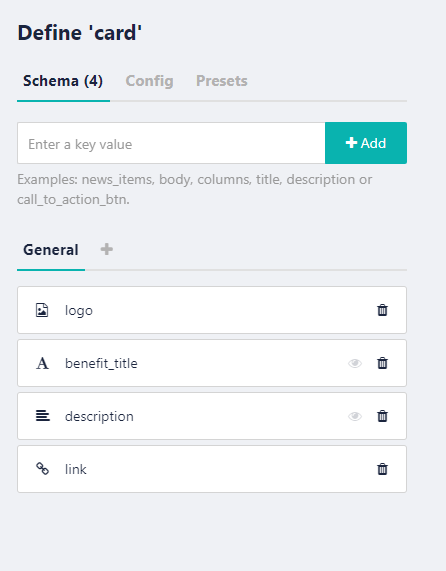 Define 'card'
Schema (4) Config Presets
Enter a key value Add
Examples: news_items, body, columns, title, description or
call_to_action_btn.
General
logo
benefit_title
description
link